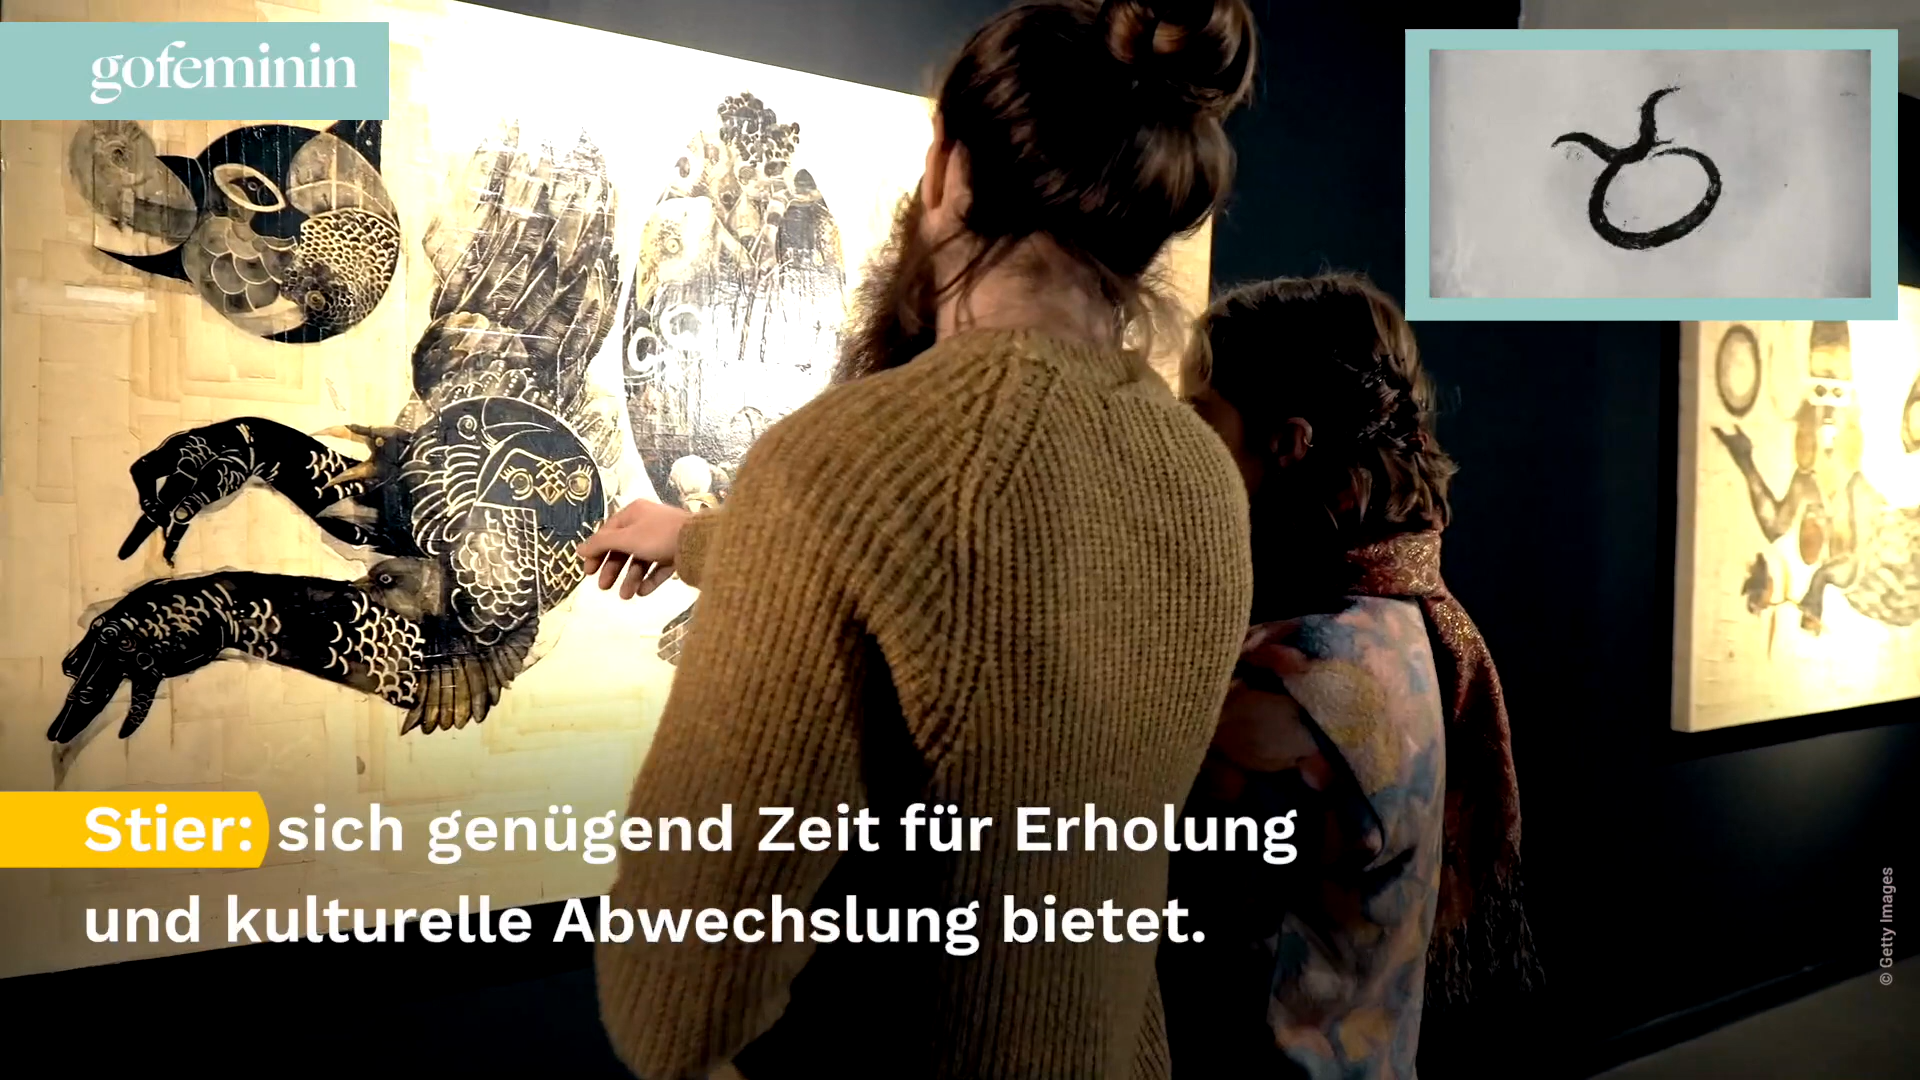 gofeminin
Stier: sich genügend Zeit für Erholung
und kulturelle Abwechslung bietet.
© Getty Images